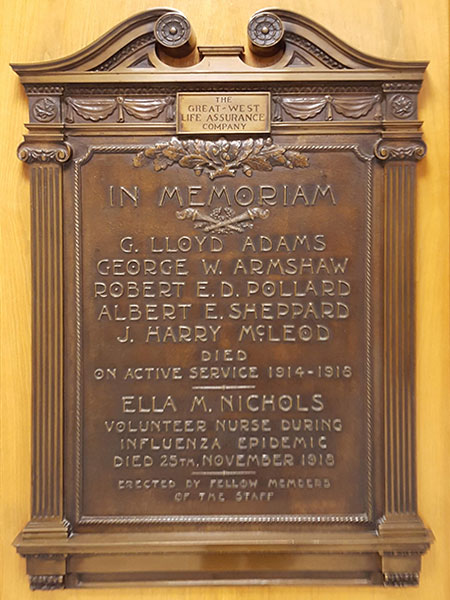 THE
GREAT-WEST
LIFE ASSURANCE
COMPANY
IN MEMORIAM
G. LLOYD ADAMS
GEORGE W. ARMSHAW
ROBERT E.D. POLLARD
ALBERT E. SHEPPARD
J. HARRY MCLEOD
DIED
ON ACTIVE SERVICE 1914-1918
ELLA M. NICHOLS
VOLUNTEER NURSE DURING
INFLUENZA EPIDEMIC
DIED 25TH, NOVEMBER 1918
ERECTED BY FELLOW MEMBERS
OF THE STAFF